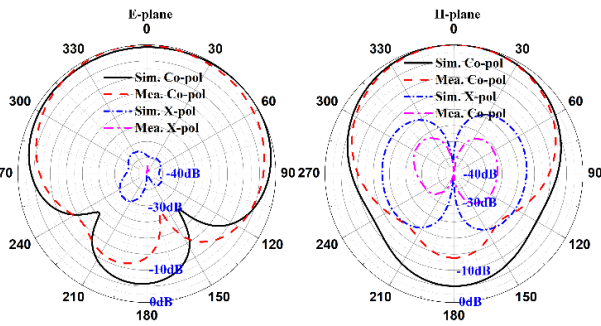 E-plane
0
330
30
Sim. Co-pol
Mea. Co-pol
Sim. X-pol
Mea. X-pol
300
60
-40dB
70
90
-30dB
240
120
-10dB
0dB
210
150
180
H-plane
0
330
30
Sim. Co-pol
Mea. Co-pol
Sim. X-pol
Mea. Co-pol
300
60
-40dB
270
90
-30dB
240
120
-10dB
0dB
210
150
180